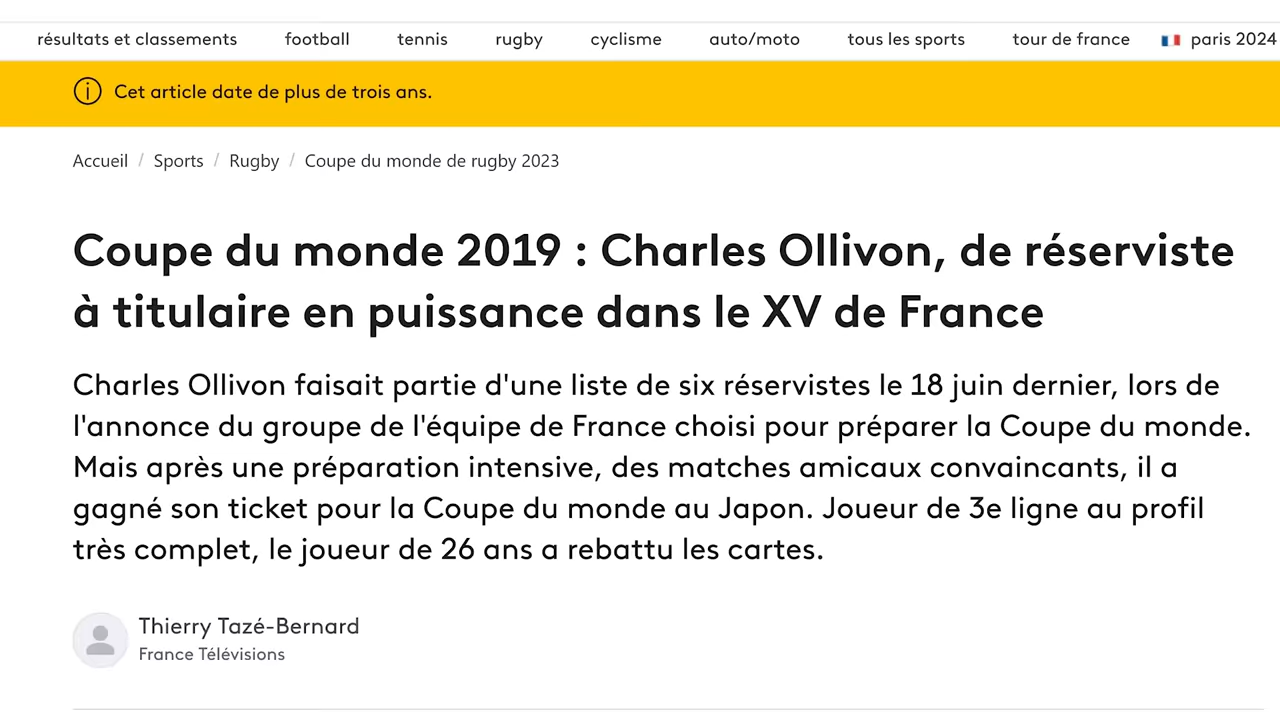 résultats et classements football tennis rugby cyclisme auto/moto tous les sports tour de france paris 2024
Cet article date de plus de trois ans.
Accueil / Sports / Rugby / Coupe du monde de rugby 2023
Coupe du monde 2019 : Charles Ollivon, de réserviste
à titulaire en puissance dans le XV de France
Charles Ollivon faisait partie d'une liste de six réservistes le 18 juin dernier, lors de
l'annonce du groupe de l'équipe de France choisi pour préparer la Coupe du monde.
Mais après une préparation intensive, des matches amicaux convaincants, il a
gagné son ticket pour la Coupe du monde au Japon. Joueur de 3e ligne au profil
très complet, le joueur de 26 ans a rebattu les cartes.
Thierry Tazé-Bernard
France Télévisions